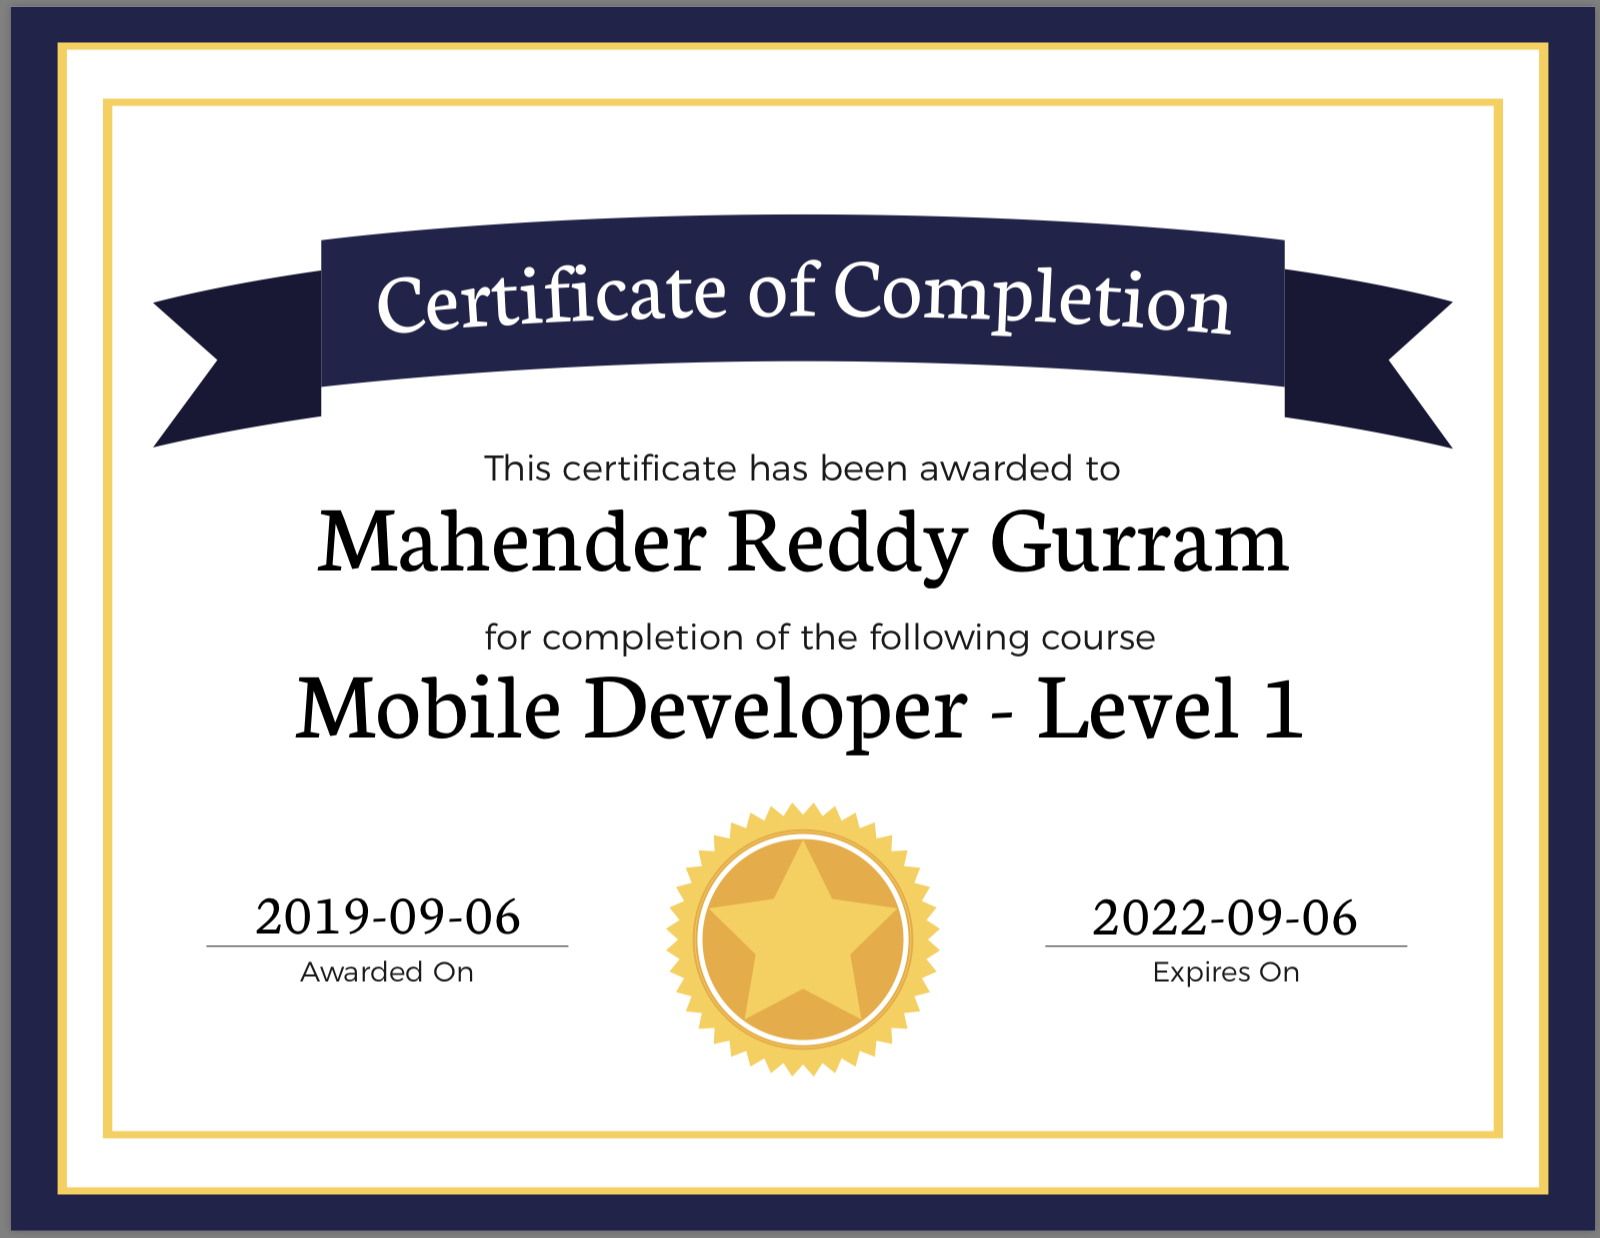 Certificate of Completion
This certificate has been awarded to
Mahender Reddy Gurram
for completion of the following course
Mobile Developer - Level 1
2019-09-06
Awarded On
2022-09-06
Expires On